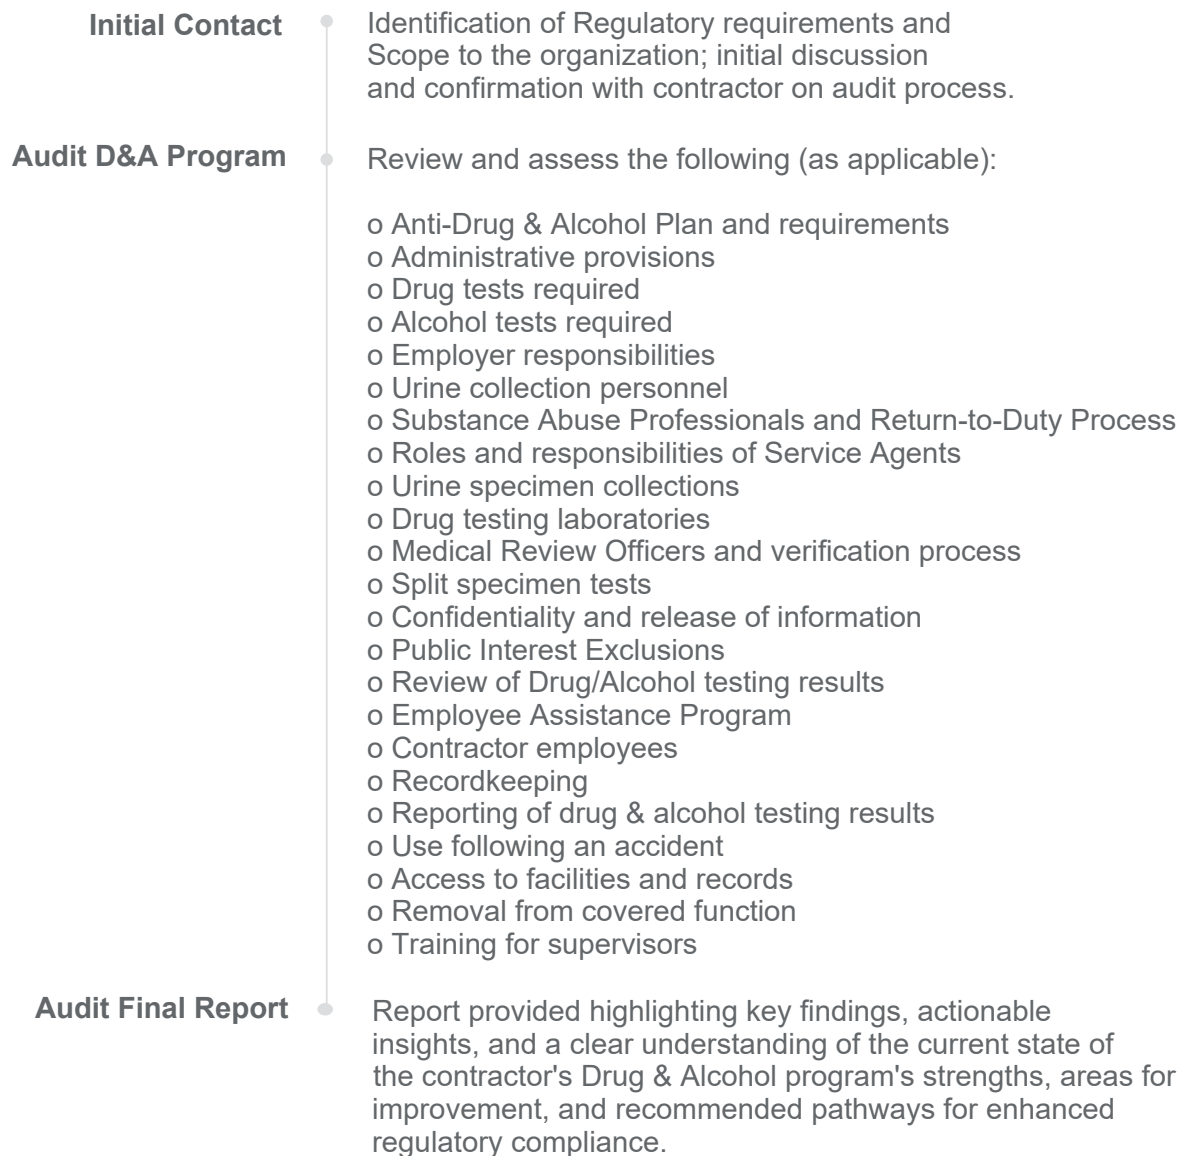 Initial Contact
Identification of Regulatory requirements and
Scope to the organization; initial discussion
and confirmation with contractor on audit process.
Audit D&A Program
Review and assess the following (as applicable):
o Anti-Drug & Alcohol Plan and requirements
o Administrative provisions
o Drug tests required
o Alcohol tests required
o Employer responsibilities
o Urine collection personnel
o Substance Abuse Professionals and Return-to-Duty Process
o Roles and responsibilities of Service Agents
o Urine specimen collections
o Drug testing laboratories
o Medical Review Officers and verification process
o Split specimen tests
o Confidentiality and release of information
o Public Interest Exclusions
o Review of Drug/Alcohol testing results
o Employee Assistance Program
o Contractor employees
o Recordkeeping
o Reporting of drug & alcohol testing results
o Use following an accident
o Access to facilities and records
o Removal from covered function
o Training for supervisors
Audit Final Report
Report provided highlighting key findings, actionable
insights, and a clear understanding of the current state of
the contractor's Drug & Alcohol program's strengths, areas for
improvement, and recommended pathways for enhanced
regulatory compliance.